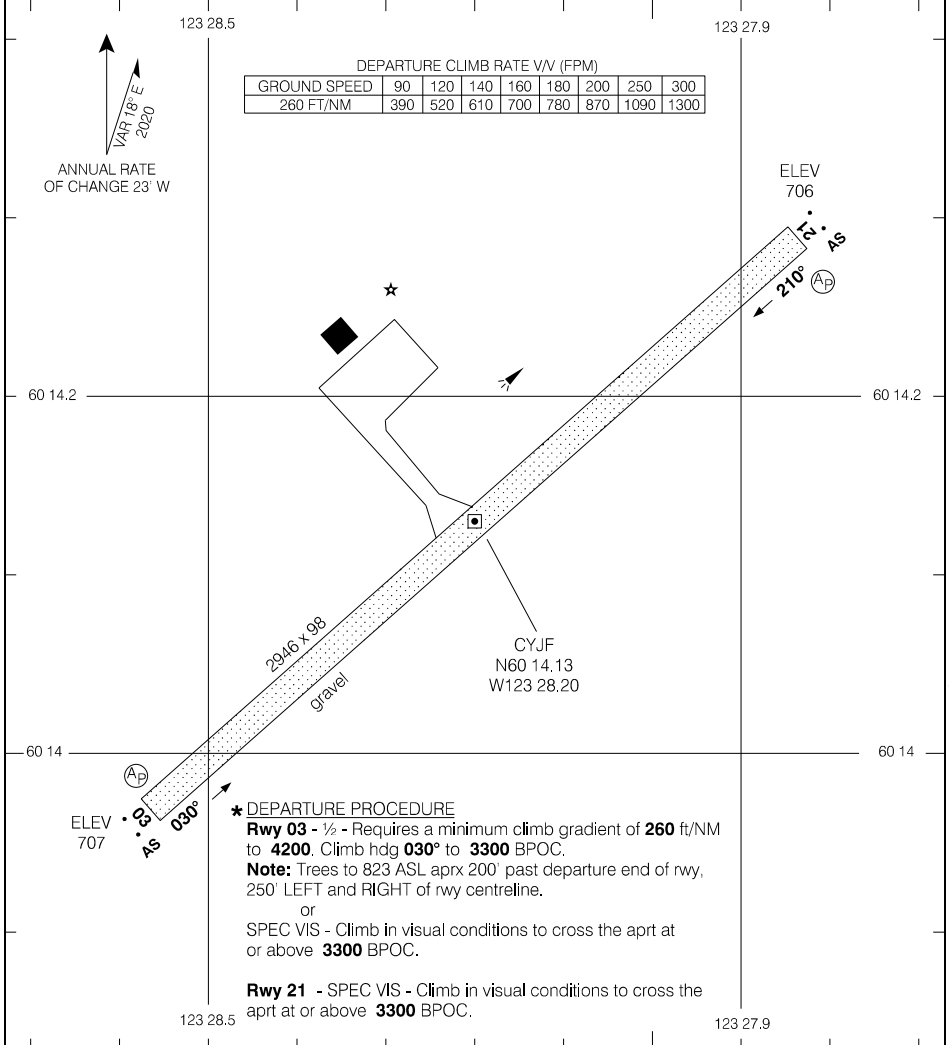 123 28.5
123 27.9
DEPARTURE CLIMB RATE V/V (FPM)
GROUND SPEED 90 120 140 160 180 200 250 300
260 FT/NM 390 520 610 700 780 870 1090 1300
VAR 18° E
2020
ANNUAL RATE
OF CHANGE 23' W
ELEV
706
21
AS
210°
AP
60 14.2
60 14.2
2946 x 98
gravel
CYJF
N60 14.13
W123 28.20
60 14
60 14
AP
ELEV
707
03
AS
030°
* DEPARTURE PROCEDURE
Rwy 03 - ½ - Requires a minimum climb gradient of 260 ft/NM
to 4200. Climb hdg 030° to 3300 BPOC.
Note: Trees to 823 ASL aprx 200' past departure end of rwy,
250' LEFT and RIGHT of rwy centreline.
or
SPEC VIS - Climb in visual conditions to cross the aprt at
or above 3300 BPOC.
Rwy 21 - SPEC VIS - Climb in visual conditions to cross the
aprt at or above 3300 BPOC.
123 28.5
123 27.9